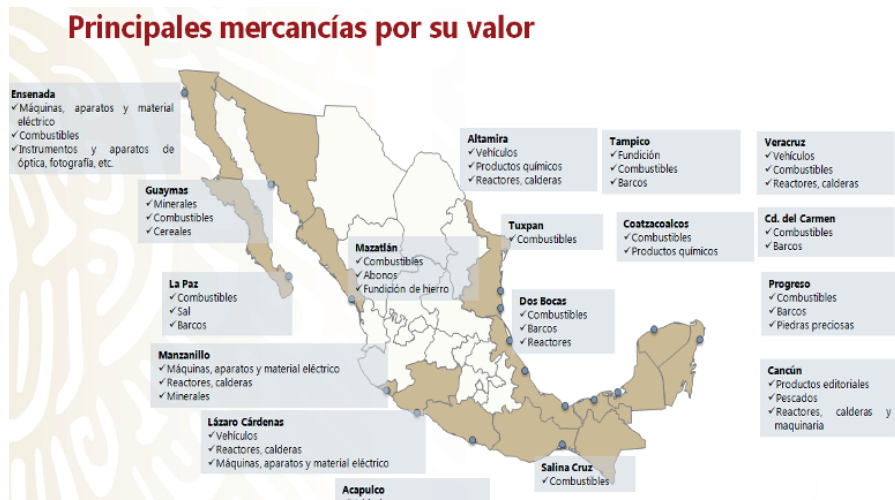 Principales mercancías por su valor
Ensenada
✓Máquinas, aparatos y material
eléctrico
✓Combustibles
✓Instrumentos y aparatos de
óptica, fotografía, etc.
Altamira
✓Vehículos
✓Productos químicos
✓Reactores, calderas
Tampico
✓Fundición
✓Combustibles
✓Barcos
Veracruz
✓Vehículos
✓Combustibles
✓Reactores, calderas
Guaymas
✓Minerales
✓Combustibles
✓Cereales
Tuxpan
✓Combustibles
Coatzacoalcos
✓Combustibles
✓Productos químicos
Cd. del Carmen
✓Combustibles
✓Barcos
Mazatlán
✓Combustibles
✓Abonos
✓Fundición de hierro
La Paz
✓Combustibles
✓Sal
✓Barcos
Dos Bocas
✓Combustibles
✓Barcos
✓Reactores
Progreso
✓Combustibles
✓Barcos
✓Piedras preciosas
Manzanillo
✓Máquinas, aparatos y material eléctrico
✓Reactores, calderas
✓Minerales
Cancún
✓Productos editoriales
✓Pescados
✓Reactores, calderas y
maquinaria
Lázaro Cárdenas
✓Vehículos
✓Reactores, calderas
✓Máquinas, aparatos y material eléctrico
Salina Cruz
✓Combustibles
Acapulco